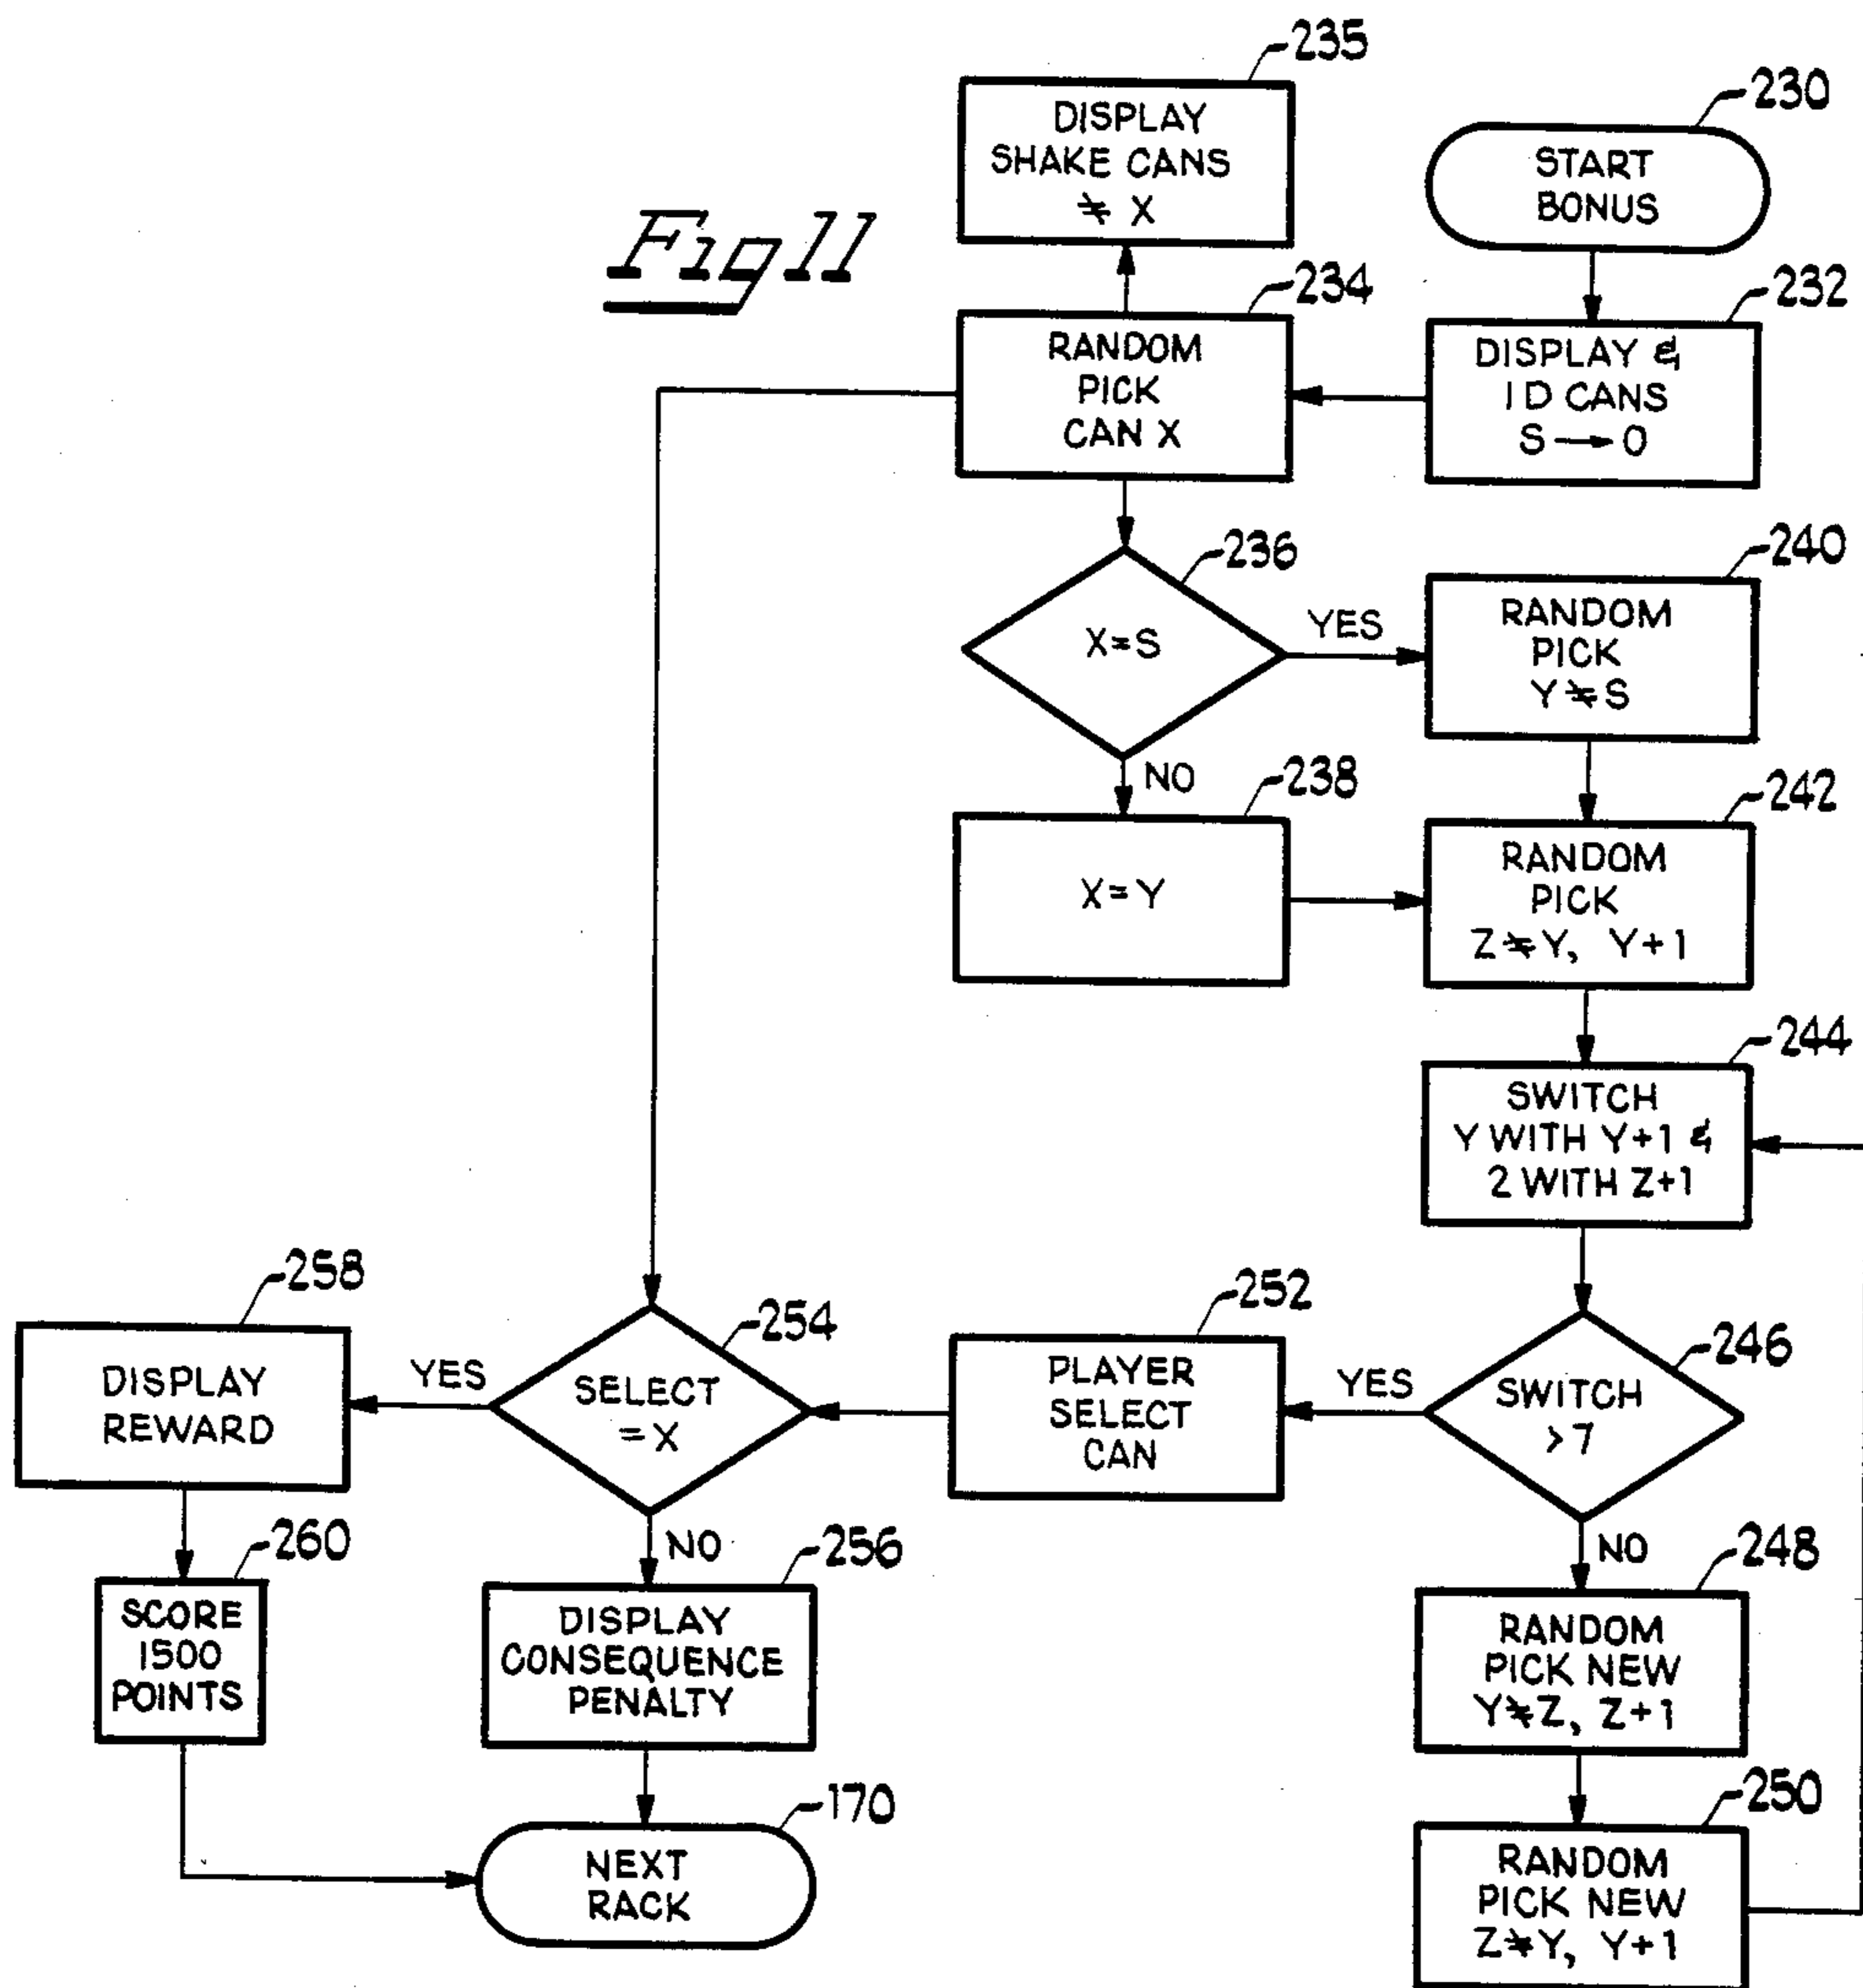 Fig 11
235
DISPLAY
SHAKE CANS
≠ X
230
START
BONUS
234
RANDOM
PICK
CAN X
232
DISPLAY &
ID CANS
S → O
236
X = S
YES
NO
240
RANDOM
PICK
Y ≠ S
238
X = Y
242
RANDOM
PICK
Z ≠ Y, Y+1
244
SWITCH
Y WITH Y+1 &
2 WITH Z+1
246
SWITCH
> 7
YES
NO
252
PLAYER
SELECT
CAN
254
SELECT
= X
YES
NO
258
DISPLAY
REWARD
260
SCORE
1500
POINTS
256
DISPLAY
CONSEQUENCE
PENALTY
248
RANDOM
PICK NEW
Y ≠ Z, Z+1
250
RANDOM
PICK NEW
Z ≠ Y, Y+1
170
NEXT
RACK